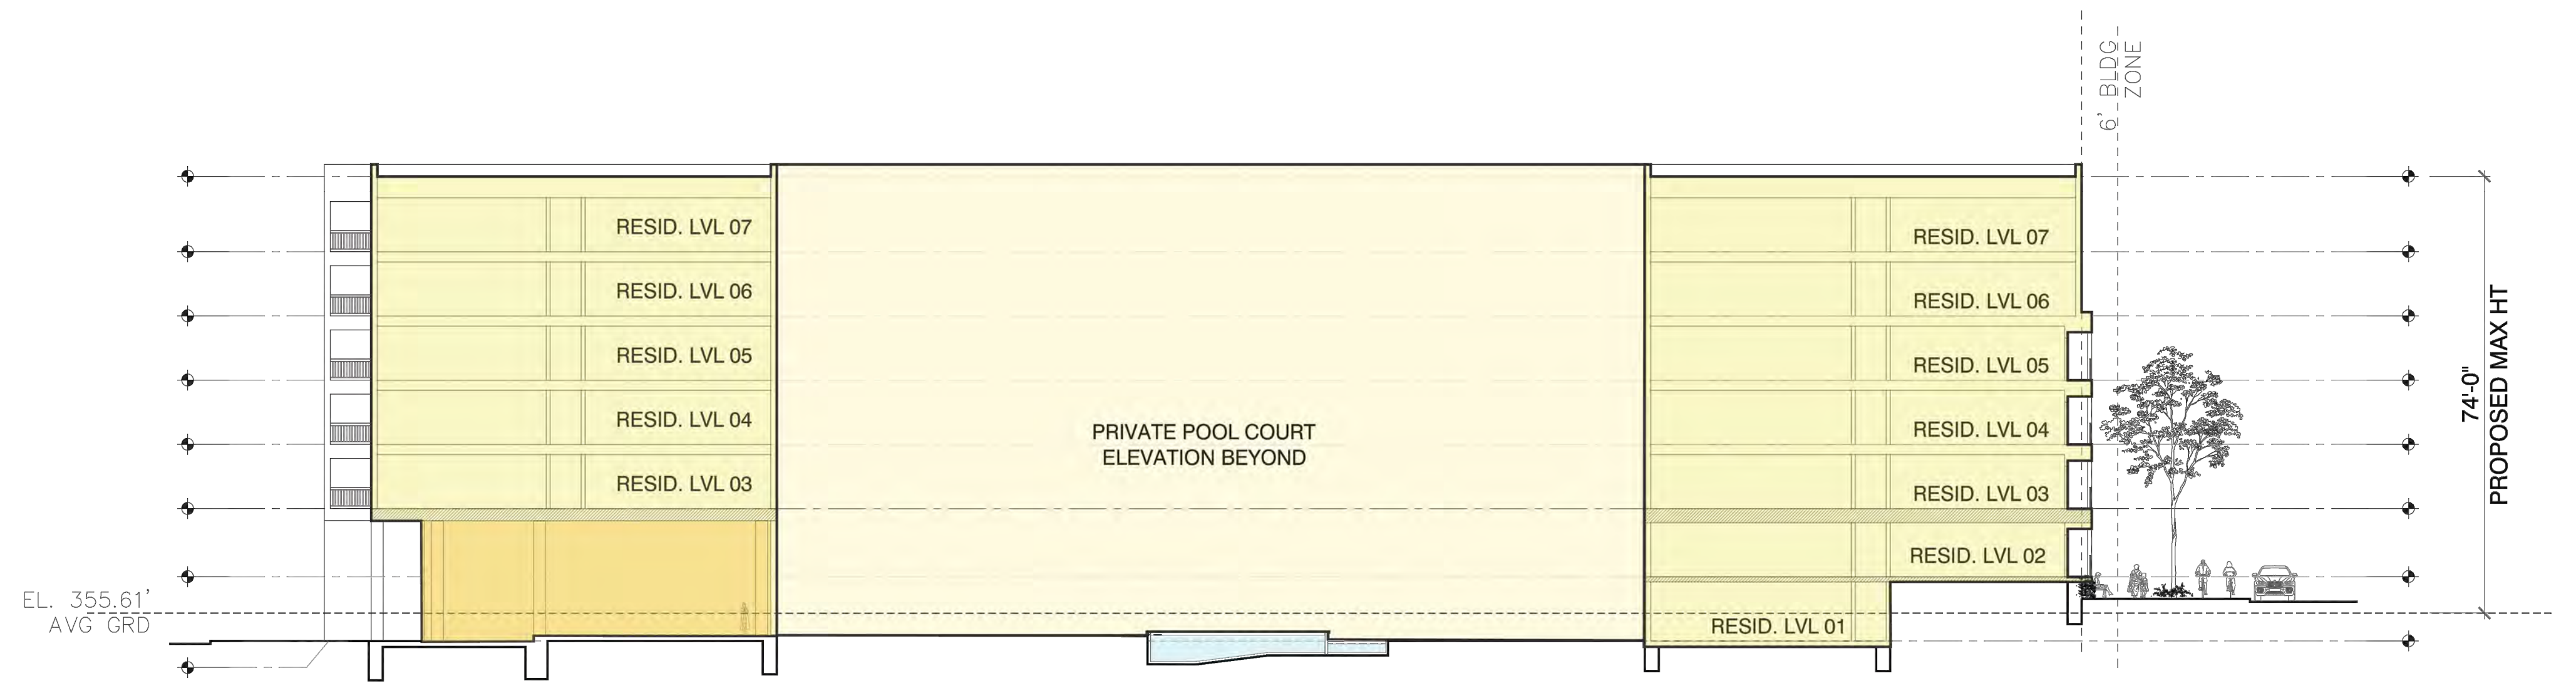 6' BLDG
ZONE
RESID. LVL 07
RESID. LVL 06
RESID. LVL 05
RESID. LVL 04
RESID. LVL 03
PRIVATE POOL COURT
ELEVATION BEYOND
RESID. LVL 07
RESID. LVL 06
RESID. LVL 05
RESID. LVL 04
RESID. LVL 03
RESID. LVL 02
RESID. LVL 01
74'-0"
PROPOSED MAX HT
EL. 355.61'
AVG GRD